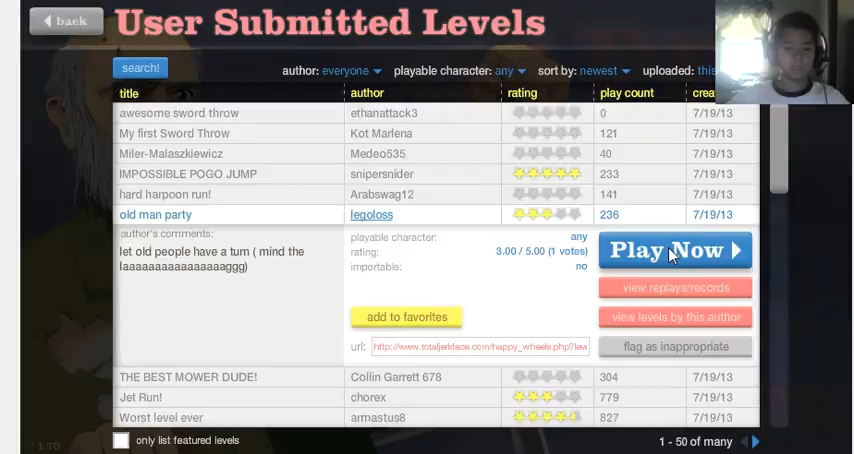 back
User Submitted Levels
search!
author: everyone playable character: any sort by: newest uploaded: this
title author rating play count crea
awesome sword throw ethanattack3 0 7/19/13
My first Sword Throw Kot Marlena 121 7/19/13
Miler-Malaszkiewicz Medeo535 40 7/19/13
IMPOSSIBLE POGO JUMP snipersnider 233 7/19/13
hard harpoon run! Arabswag12 141 7/19/13
old man party legoloss 236 7/19/13
author's comments:
let old people have a turn ( mind the
laaaaaaaaaaaaaaaaggg)
playable character: any
rating: 3.00 / 5.00 (1 votes)
importable: no
Play Now
view replays/records
add to favorites
view levels by this author
url: http://www.totaljerkface.com/happy_wheels.php?leve
flag as inappropriate
THE BEST MOWER DUDE! Collin Garrett 678 304 7/19/13
Jet Run! chorex 779 7/19/13
Worst level ever armastus8 827 7/19/13
only list featured levels
1 - 50 of many
1.70